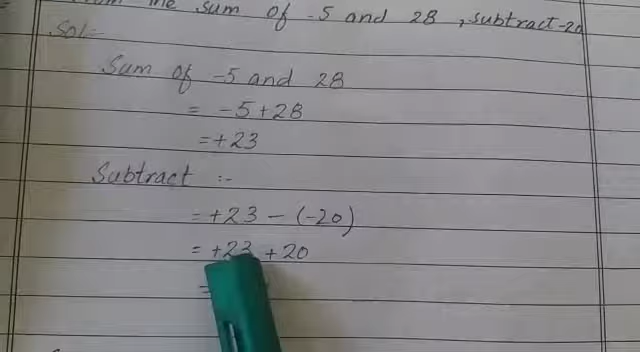 the sum of -5 and 28, subtract -20
Sol:-
Sum of -5 and 28
= -5+28
= +23
Subtract :-
= +23 - (-20)
= +23 + 20
=